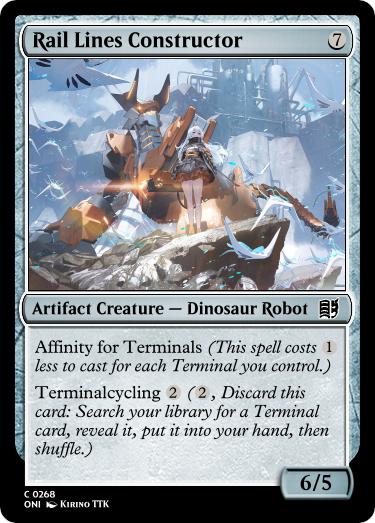 Rail Lines Constructor 7
Artifact Creature — Dinosaur Robot
Affinity for Terminals (This spell costs 1
less to cast for each Terminal you control.)
Terminalcycling 2 (2, Discard this
card: Search your library for a Terminal
card, reveal it, put it into your hand, then
shuffle.)
6/5
C 0268
ONI Kirino TTK